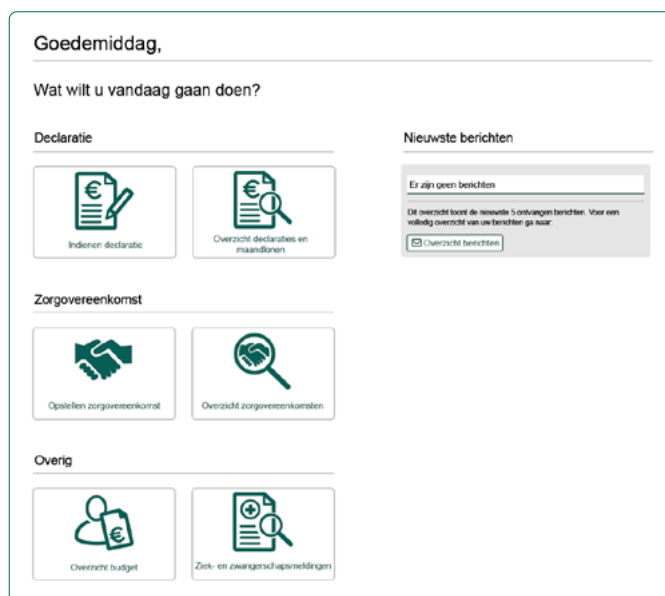 Goedemiddag,
Wat wilt u vandaag gaan doen?
Declaratie
Indienen declaratie
Overzicht declaraties en
maandlonen
Zorgovereenkomst
Opstellen zorgovereenkomst
Overzicht zorgovereenkomsten
Overig
Overzicht budget
Ziek- en zwangerschapsmeldingen
Nieuwste berichten
Er zijn geen berichten
Dit overzicht toont de nieuwste 5 ontvangen berichten. Voor een
volledig overzicht van uw berichten ga naar:
Overzicht berichten